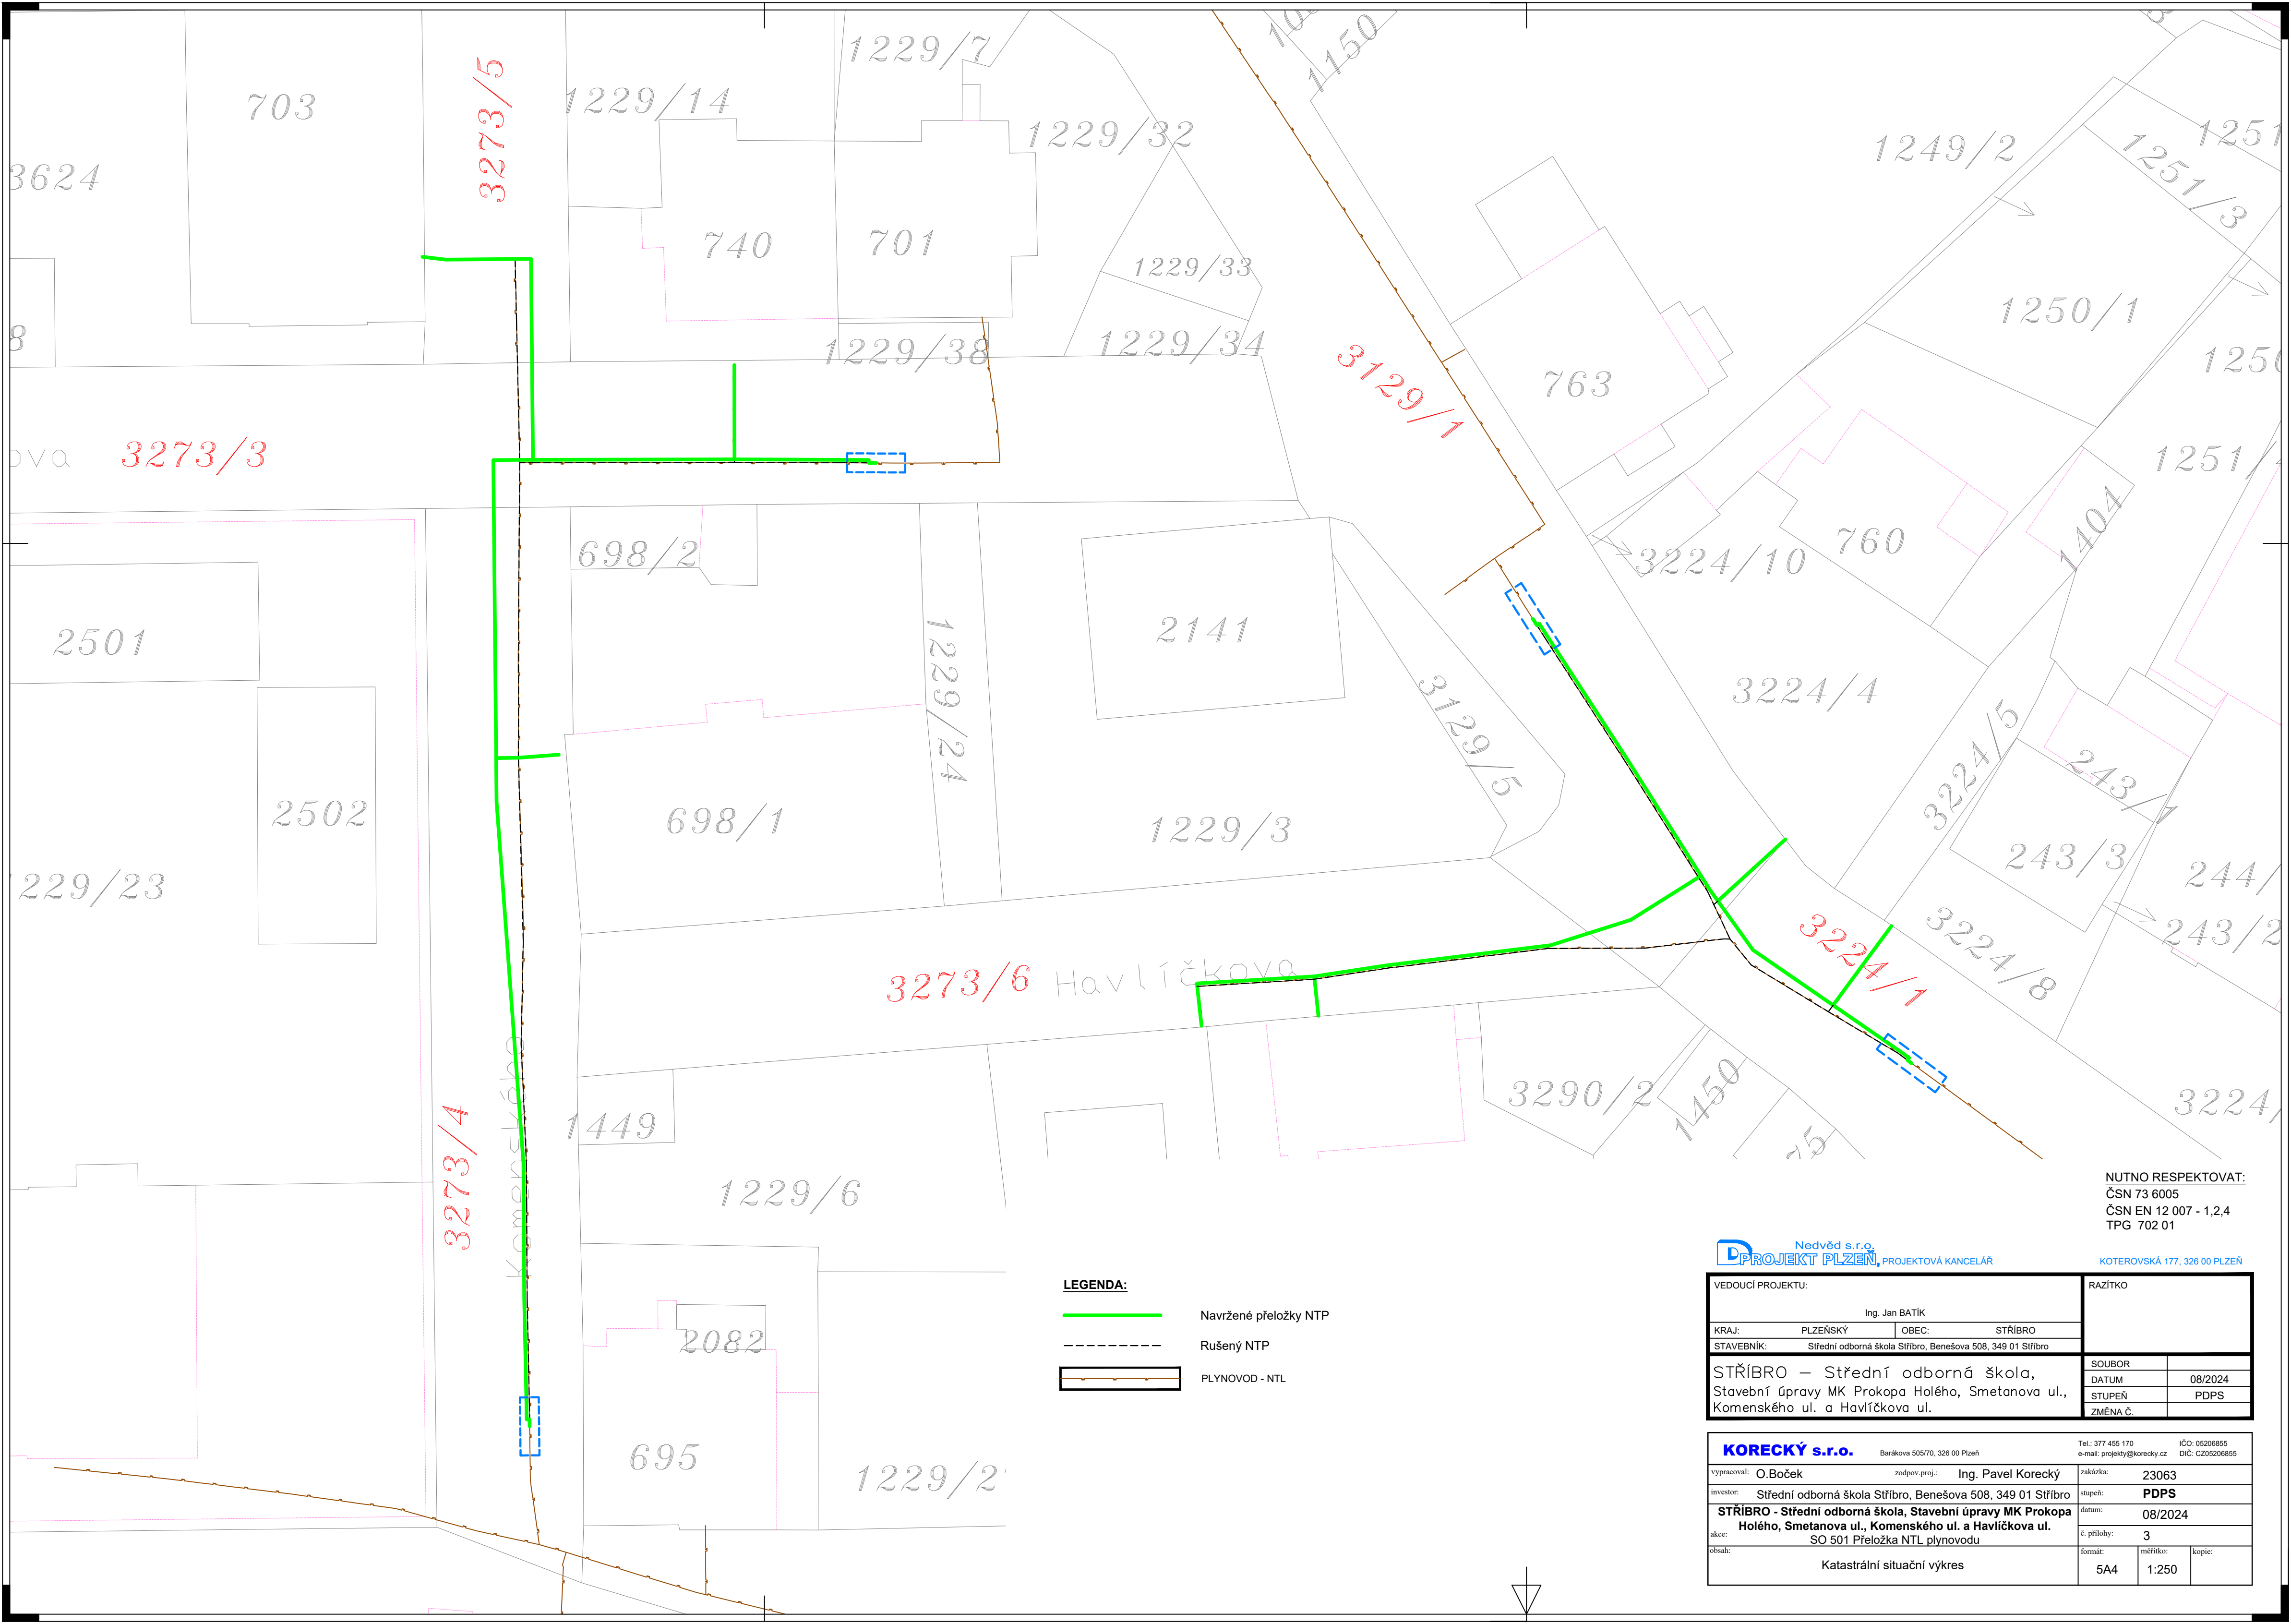 1229/7
1150
703
3273/5
1229/14
1229/32
1249/2
1251/3
3624
740
701
1229/33
1250/1
1229/38
1229/34
3129/1
763
3273/3
698/2
3224/10
760
1404
2501
2141
1229/24
3129/5
3224/4
3224/5
2502
698/1
1229/3
243/1
243/3
3224/1
3224/8
3273/6
Havlíčkova
3273/4
Komenského
1449
3290/2
1450
1229/6
2082
695
NUTNO RESPEKTOVAT:
ČSN 73 6005
ČSN EN 12 007 - 1,2,4
TPG 702 01
LEGENDA:
Navržené přeložky NTP
Rušený NTP
PLYNOVOD - NTL
Nedvěd s.r.o.
D PROJEKT PLZEŇ, PROJEKTOVÁ KANCELÁŘ KOTEROVSKÁ 177, 326 00 PLZEŇ
VEDOUCÍ PROJEKTU: RAZÍTKO
Ing. Jan BATÍK
KRAJ: PLZEŇSKÝ OBEC: STŘÍBRO
STAVEBNÍK: Střední odborná škola Stříbro, Benešova 508, 349 01 Stříbro
STŘÍBRO – Střední odborná škola,
Stavební úpravy MK Prokopa Holého, Smetanova ul.,
Komenského ul. a Havlíčkova ul.
SOUBOR
DATUM 08/2024
STUPEŇ PDPS
ZMĚNA Č.
KORECKÝ s.r.o. Barákova 505/70, 326 00 Plzeň
Tel.: 377 455 170 IČO: 05206855
e-mail: projekty@korecky.cz DIČ: CZ05206855
vypracoval: O.Boček zodpov.proj.: Ing. Pavel Korecký zakázka: 23063
investor: Střední odborná škola Stříbro, Benešova 508, 349 01 Stříbro stupeň: PDPS
STŘÍBRO - Střední odborná škola, Stavební úpravy MK Prokopa
Holého, Smetanova ul., Komenského ul. a Havlíčkova ul.
akce: SO 501 Přeložka NTL plynovodu
datum: 08/2024
č. přílohy: 3
obsah: Katastrální situační výkres
formát: 5A4 měřítko: 1:250 kopie: